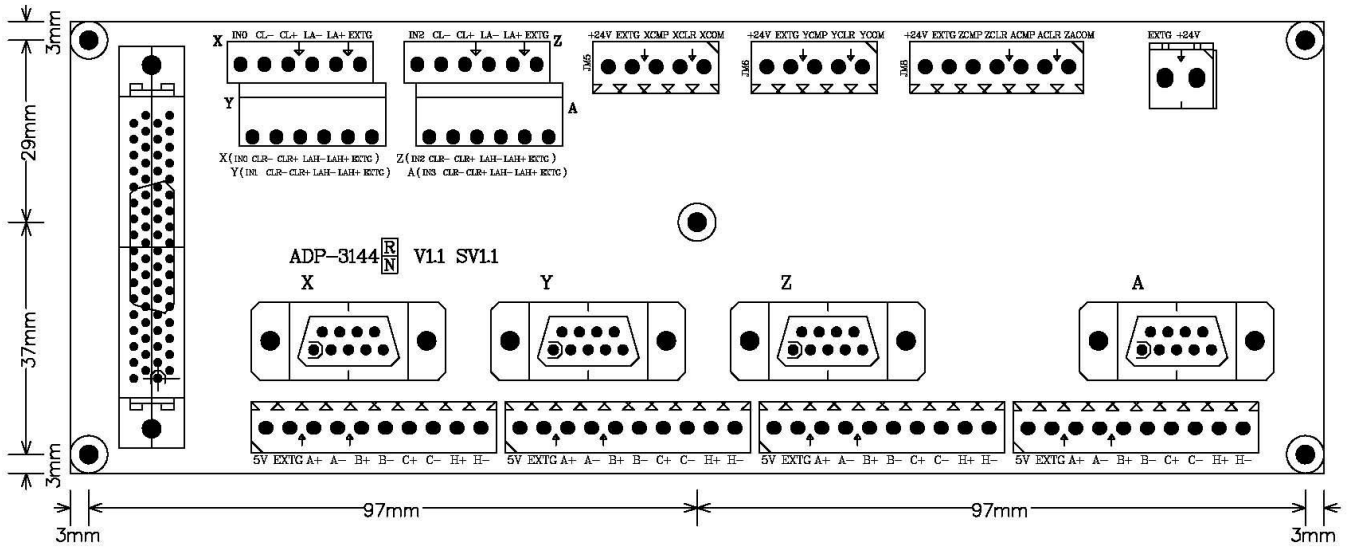 3mm
X IN0 CL- CL+ LA- LA+ EXTG
IN2 CL- CL+ LA- LA+ EXTG Z
+24V EXTG XCMP XCLR XCOM
+24V EXTG YCMP YCLR YCOM
+24V EXTG ZCMP ZCLR ACMP ACLR ZACOM
EXTG +24V
JM5
JM6
JM8
Y
A
29mm
X(IN0 CLR- CLR+ LAH- LAH+ EXTG)
Y(IN1 CLR- CLR+ LAH- LAH+ EXTG)
Z(IN2 CLR- CLR+ LAH- LAH+ EXTG)
A(IN3 CLR- CLR+ LAH- LAH+ EXTG)
ADP-3144 R N V1.1 SV1.1
X
Y
Z
A
37mm
5V EXTG A+ A- B+ B- C+ C- H+ H-
5V EXTG A+ A- B+ B- C+ C- H+ H-
5V EXTG A+ A- B+ B- C+ C- H+ H-
5V EXTG A+ A- B+ B- C+ C- H+ H-
3mm
97mm
97mm
3mm
3mm